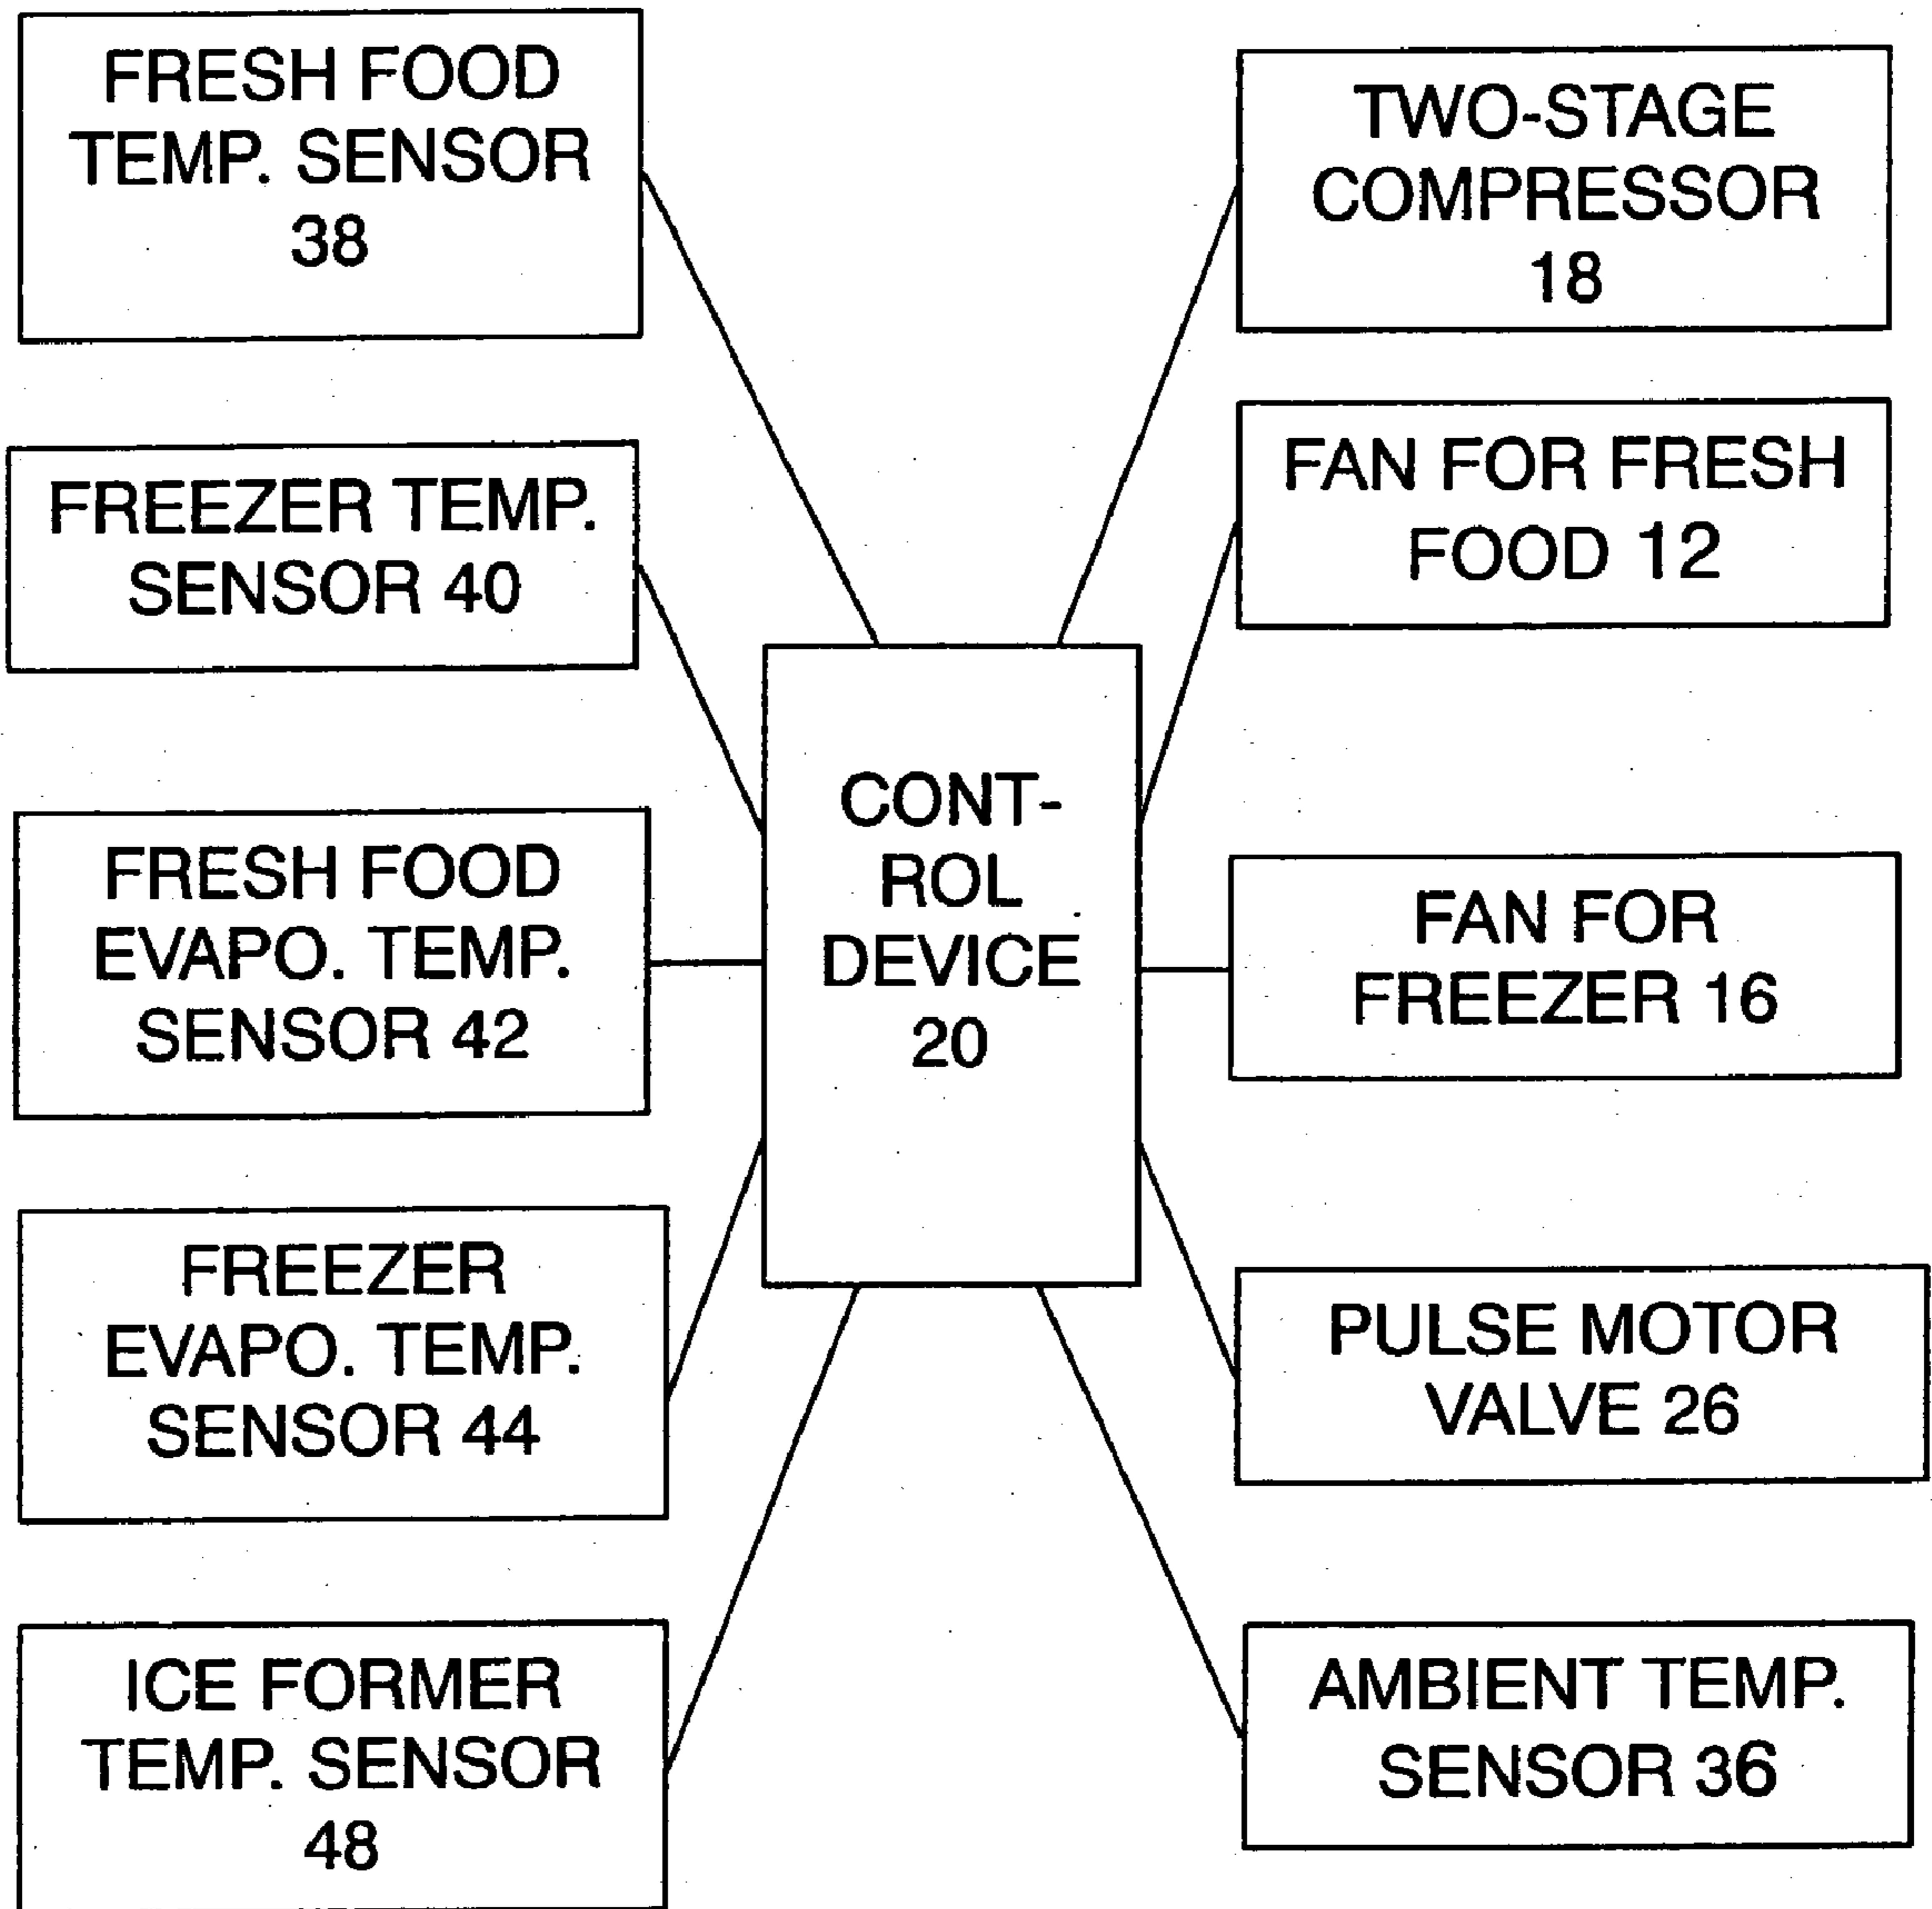 FRESH FOOD
TEMP. SENSOR
38
FREEZER TEMP.
SENSOR 40
FRESH FOOD
EVAPO. TEMP.
SENSOR 42
FREEZER
EVAPO. TEMP.
SENSOR 44
ICE FORMER
TEMP. SENSOR
48
CONT-
ROL
DEVICE
20
TWO-STAGE
COMPRESSOR
18
FAN FOR FRESH
FOOD 12
FAN FOR
FREEZER 16
PULSE MOTOR
VALVE 26
AMBIENT TEMP.
SENSOR 36